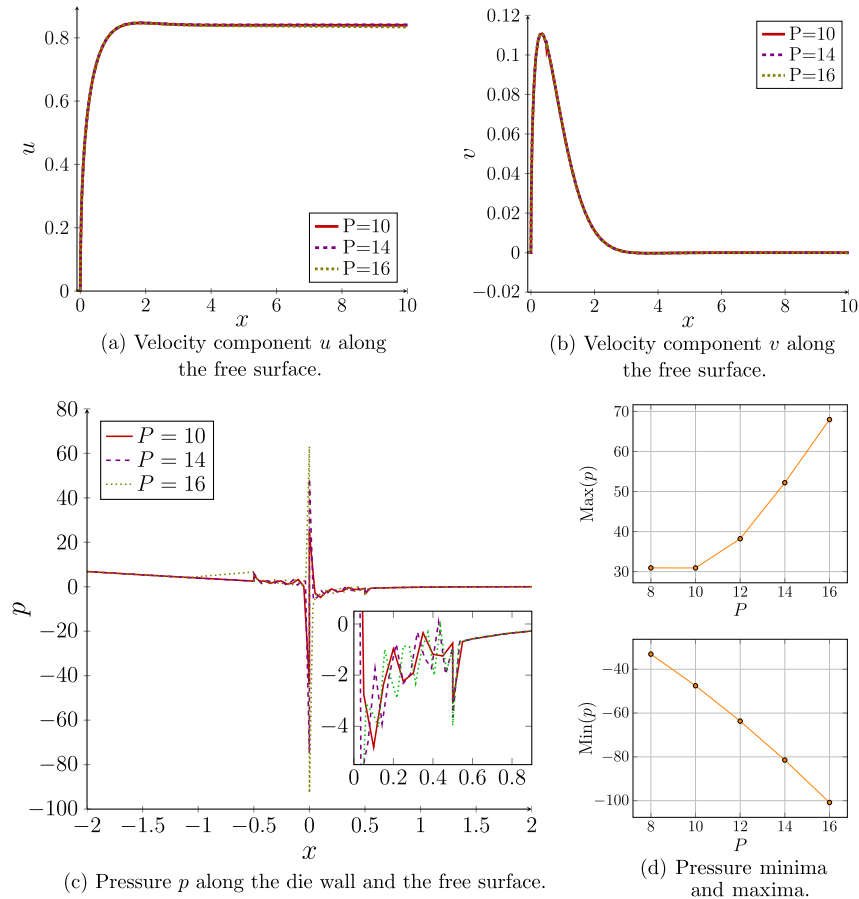 0.8
0.6
0.4
0.2
0
u
P=10
P=14
P=16
0 2 4 6 8 10
x
(a) Velocity component u along
the free surface.
0.12
0.1
0.08
0.06
0.04
0.02
0
−0.02
v
P=10
P=14
P=16
0 2 4 6 8 10
x
(b) Velocity component v along
the free surface.
80
60
40
20
0
−20
−40
−60
−80
−100
p
P = 10
P = 14
P = 16
0
−2
−4
0 0.2 0.4 0.6 0.8
−2 −1.5 −1 −0.5 0 0.5 1 1.5 2
x
(c) Pressure p along the die wall and the free surface.
70
60
50
40
30
Max(p)
8 10 12 14 16
P
−40
−60
−80
−100
Min(p)
8 10 12 14 16
P
(d) Pressure minima
and maxima.